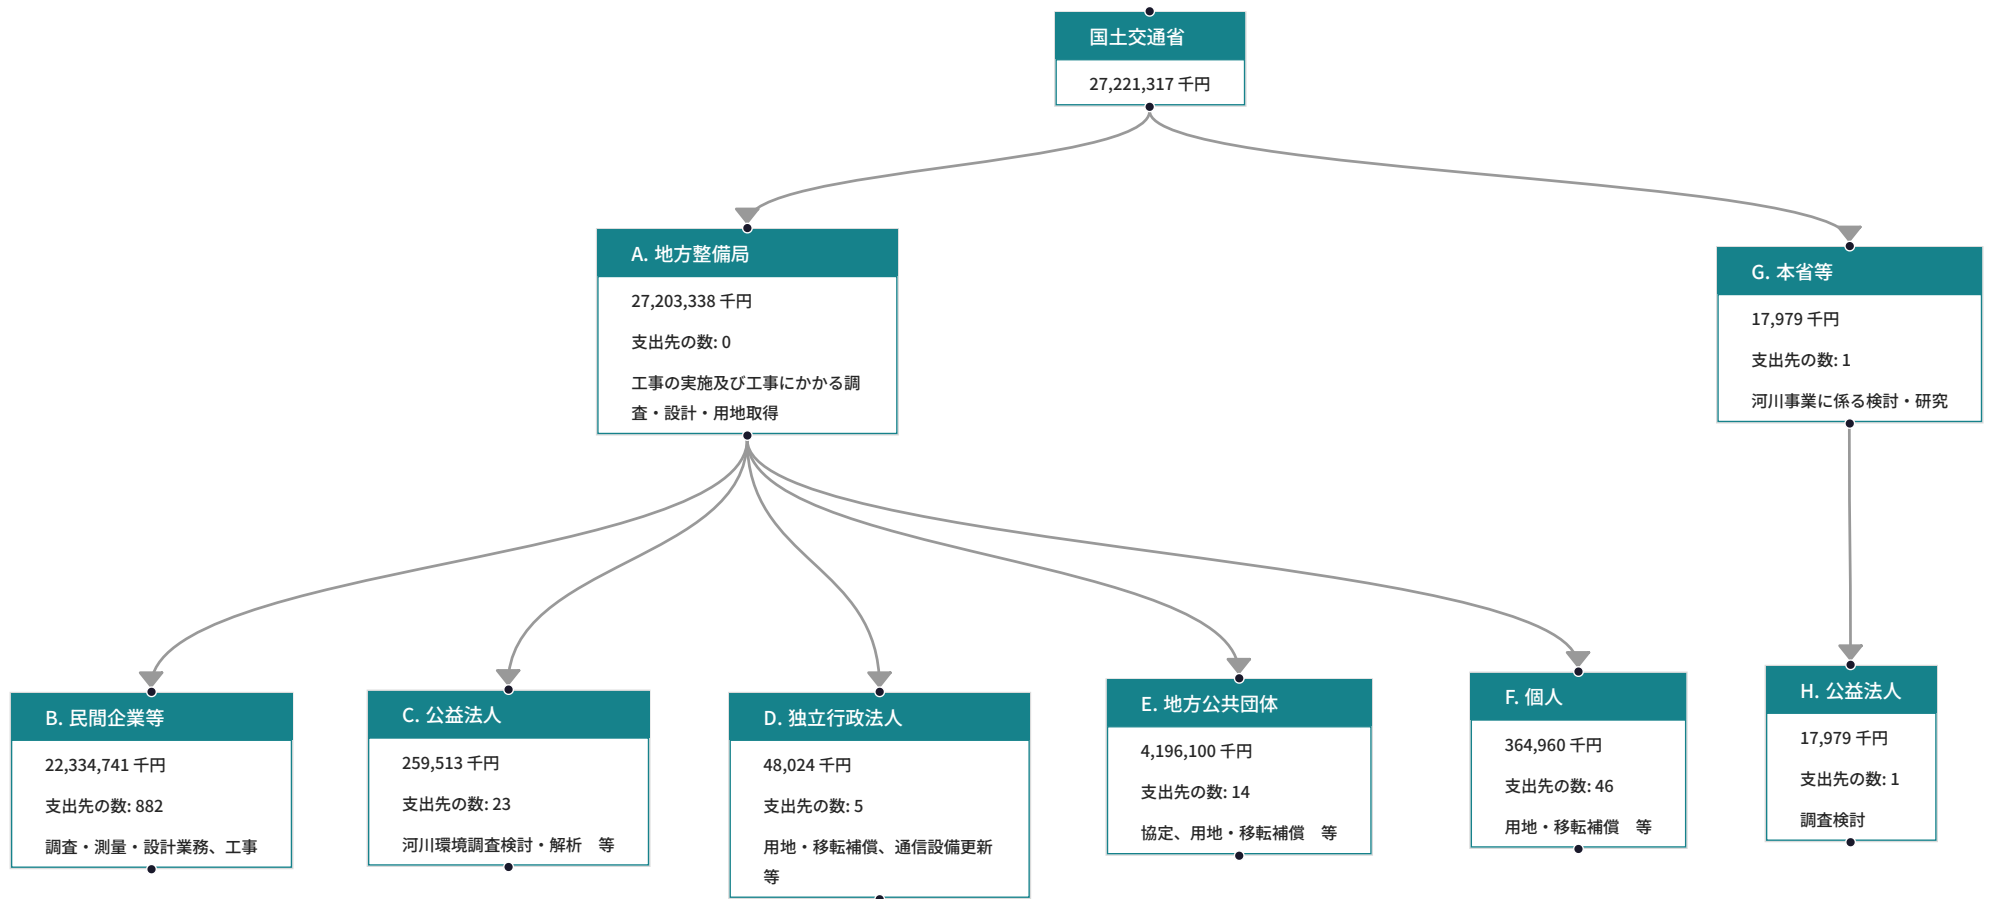 国土交通省
27,221,317 千円
A. 地方整備局
27,203,338 千円
支出先の数: 0
工事の実施及び工事にかかる調
査・設計・用地取得
G. 本省等
17,979 千円
支出先の数: 1
河川事業に係る検討・研究
B. 民間企業等
22,334,741 千円
支出先の数: 882
調査・測量・設計業務、工事
C. 公益法人
259,513 千円
支出先の数: 23
河川環境調査検討・解析　等
D. 独立行政法人
48,024 千円
支出先の数: 5
用地・移転補償、通信設備更新
等
E. 地方公共団体
4,196,100 千円
支出先の数: 14
協定、用地・移転補償　等
F. 個人
364,960 千円
支出先の数: 46
用地・移転補償　等
H. 公益法人
17,979 千円
支出先の数: 1
調査検討